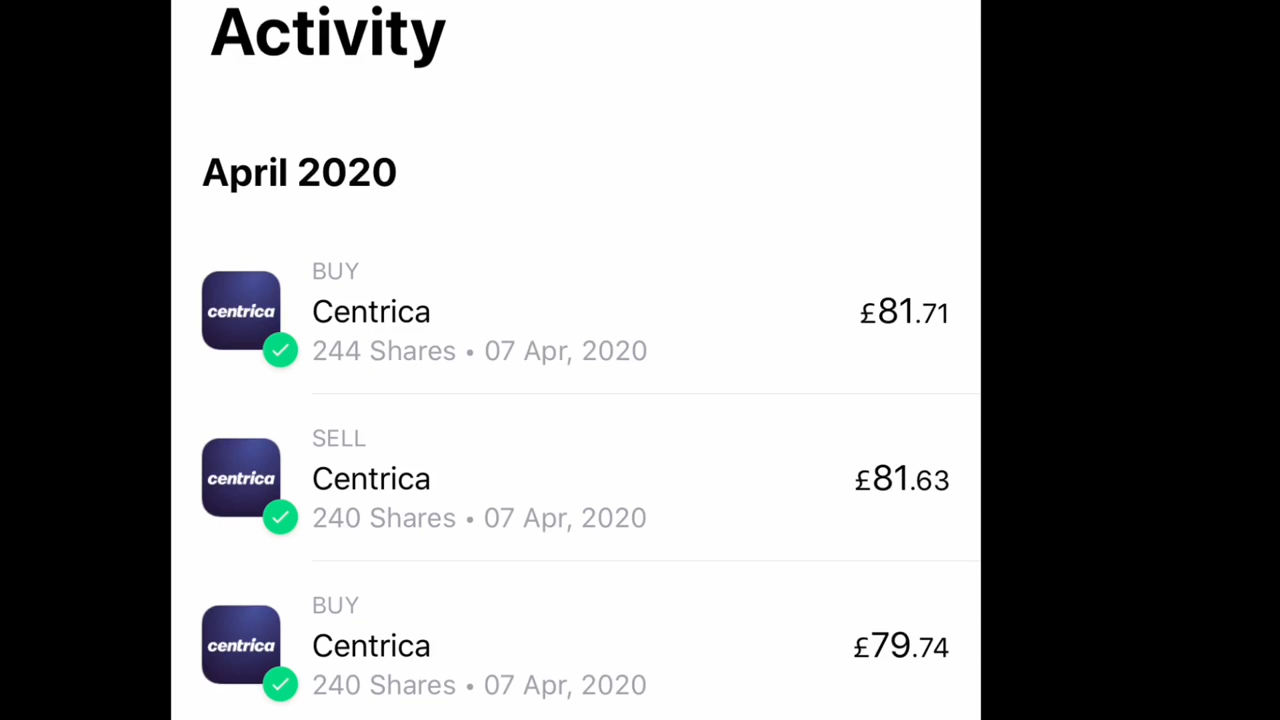 Activity
April 2020
BUY
centrica
Centrica
£81.71
244 Shares • 07 Apr, 2020
SELL
centrica
Centrica
£81.63
240 Shares • 07 Apr, 2020
BUY
centrica
Centrica
£79.74
240 Shares • 07 Apr, 2020